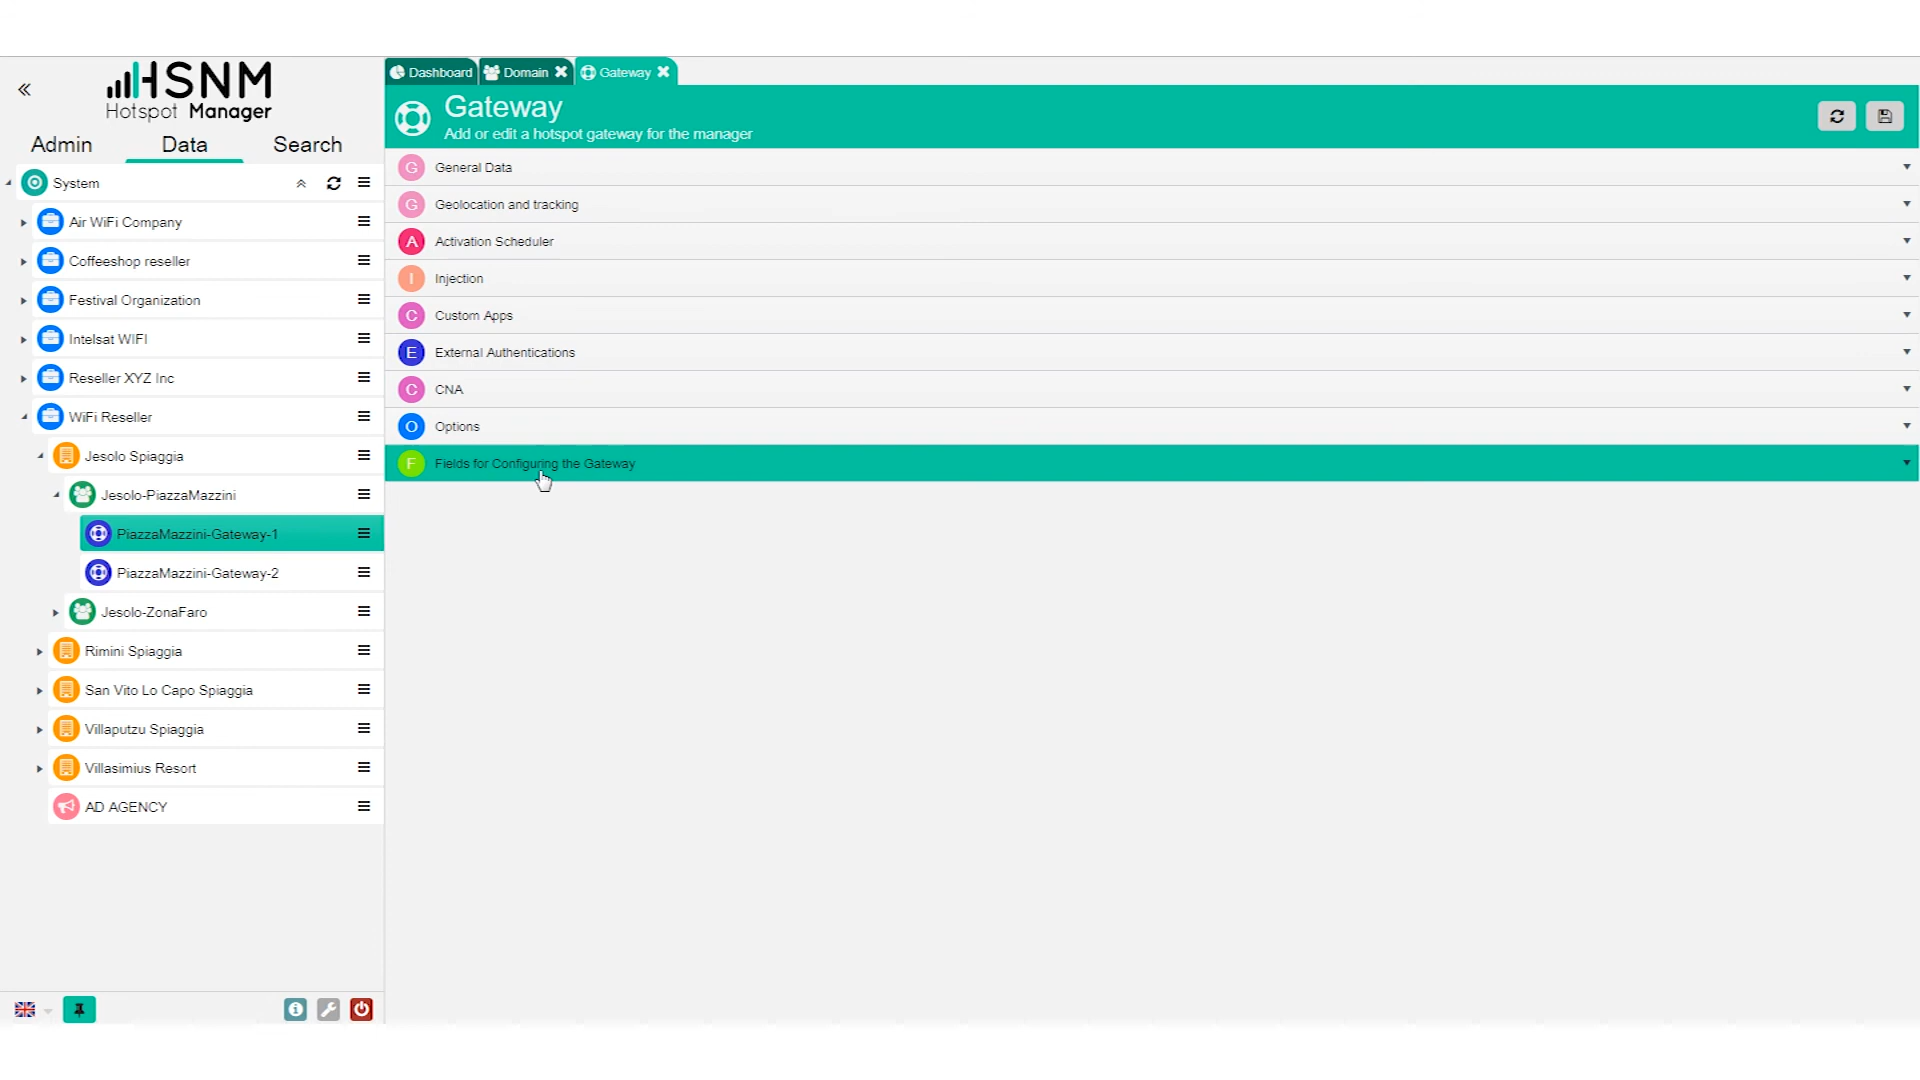 HSNM
Hotspot Manager
Admin Data Search
System
Air WiFi Company
Coffeeshop reseller
Festival Organization
Intelsat WIFI
Reseller XYZ Inc
WiFi Reseller
Jesolo Spiaggia
Jesolo-PiazzaMazzini
PiazzaMazzini-Gateway-1
PiazzaMazzini-Gateway-2
Jesolo-ZonaFaro
Rimini Spiaggia
San Vito Lo Capo Spiaggia
Villaputzu Spiaggia
Villasimius Resort
AD AGENCY
Dashboard Domain Gateway
Gateway
Add or edit a hotspot gateway for the manager
G General Data
G Geolocation and tracking
A Activation Scheduler
I Injection
C Custom Apps
E External Authentications
C CNA
O Options
F Fields for Configuring the Gateway